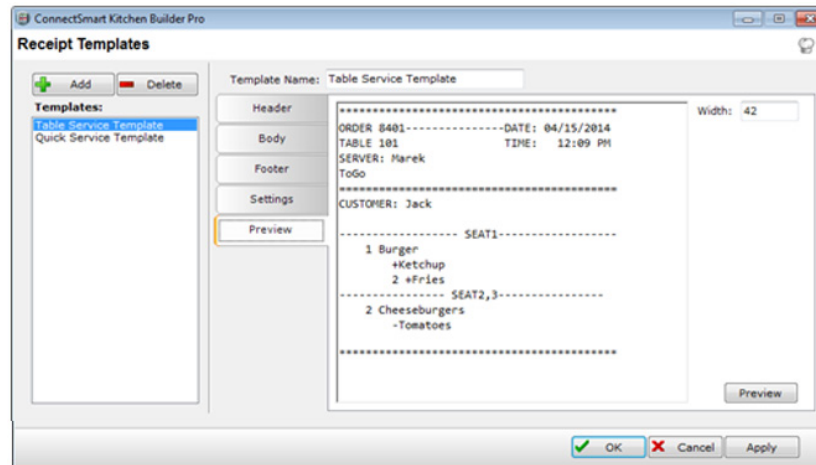 ConnectSmart Kitchen Builder Pro
Receipt Templates
Add
Delete
Templates:
Table Service Template
Quick Service Template
Template Name: Table Service Template
Header
Body
Footer
Settings
Preview
******************************************
ORDER 8401---------------DATE: 04/15/2014
TABLE 101 TIME: 12:09 PM
SERVER: Marek
ToGo
******************************************
CUSTOMER: Jack
------------------ SEAT1------------------
1 Burger
+Ketchup
2 +Fries
---------------- SEAT2,3----------------
2 Cheeseburgers
-Tomatoes
******************************************
Width: 42
Preview
OK
Cancel
Apply